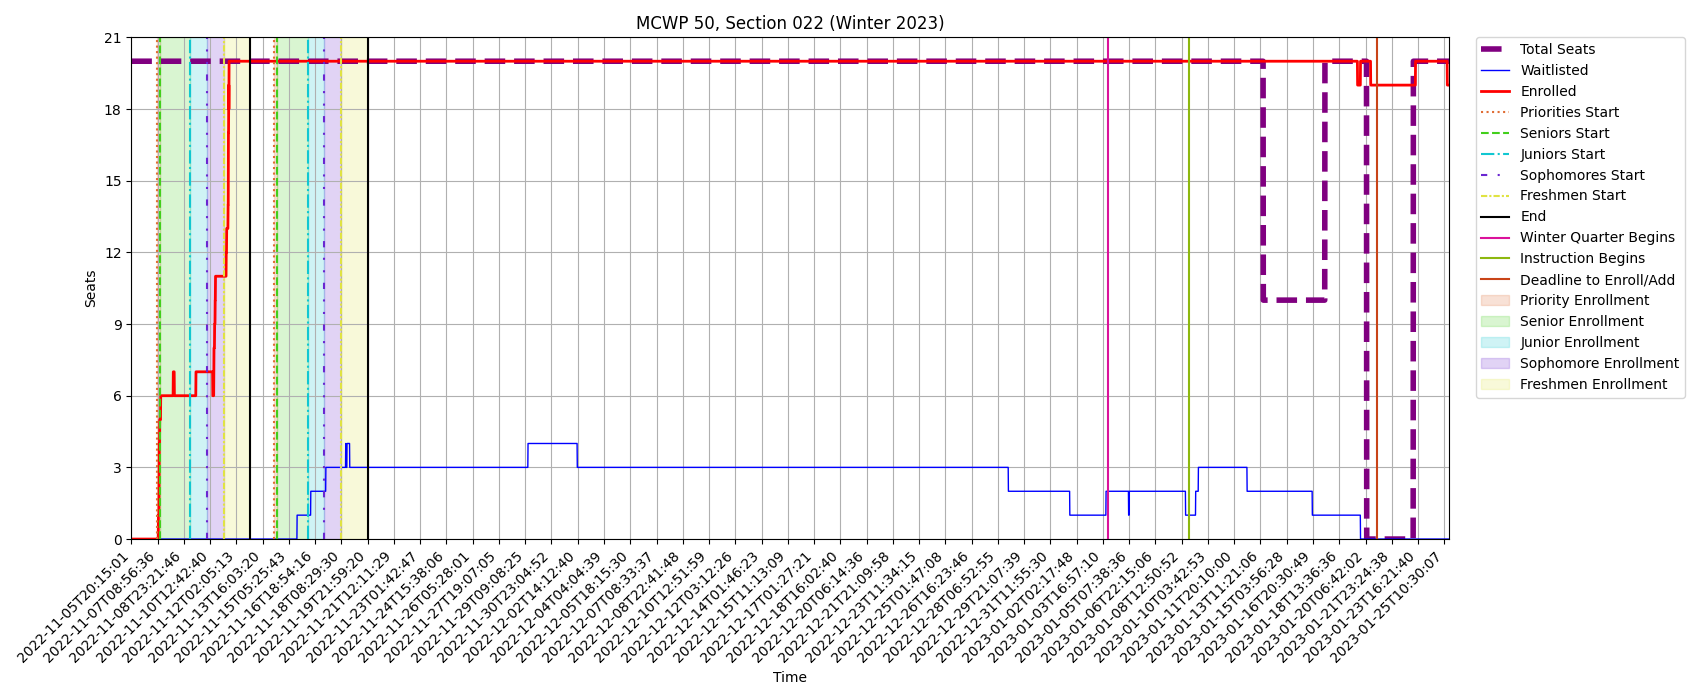 MCWP 50, Section 022 (Winter 2023)
21
18
15
12
9
6
3
0
Seats
2022-11-05T20:15:01
2022-11-07T08:56:36
2022-11-08T23:21:46
2022-11-10T12:42:40
2022-11-12T02:05:13
2022-11-13T16:03:20
2022-11-15T05:25:43
2022-11-16T18:54:16
2022-11-18T08:29:30
2022-11-19T21:59:20
2022-11-21T12:11:29
2022-11-23T01:42:47
2022-11-24T15:38:06
2022-11-26T05:28:01
2022-11-27T19:07:05
2022-11-29T09:08:25
2022-11-30T23:04:52
2022-12-02T14:12:40
2022-12-04T04:04:39
2022-12-05T18:15:30
2022-12-07T08:33:37
2022-12-08T22:41:48
2022-12-10T12:51:59
2022-12-12T03:12:26
2022-12-14T01:46:23
2022-12-15T11:13:09
2022-12-17T01:27:21
2022-12-18T16:02:40
2022-12-20T06:14:36
2022-12-21T21:09:58
2022-12-23T11:34:15
2022-12-25T01:47:08
2022-12-26T16:23:46
2022-12-28T06:52:55
2022-12-29T21:07:39
2022-12-31T11:55:30
2023-01-02T02:17:48
2023-01-03T16:57:10
2023-01-05T07:38:36
2023-01-06T22:15:06
2023-01-08T12:50:52
2023-01-10T03:42:53
2023-01-11T20:10:00
2023-01-13T11:21:06
2023-01-15T03:56:28
2023-01-16T20:30:49
2023-01-18T13:36:36
2023-01-20T06:42:02
2023-01-21T23:24:38
2023-01-23T16:21:40
2023-01-25T10:30:07
Time
Total Seats
Waitlisted
Enrolled
Priorities Start
Seniors Start
Juniors Start
Sophomores Start
Freshmen Start
End
Winter Quarter Begins
Instruction Begins
Deadline to Enroll/Add
Priority Enrollment
Senior Enrollment
Junior Enrollment
Sophomore Enrollment
Freshmen Enrollment